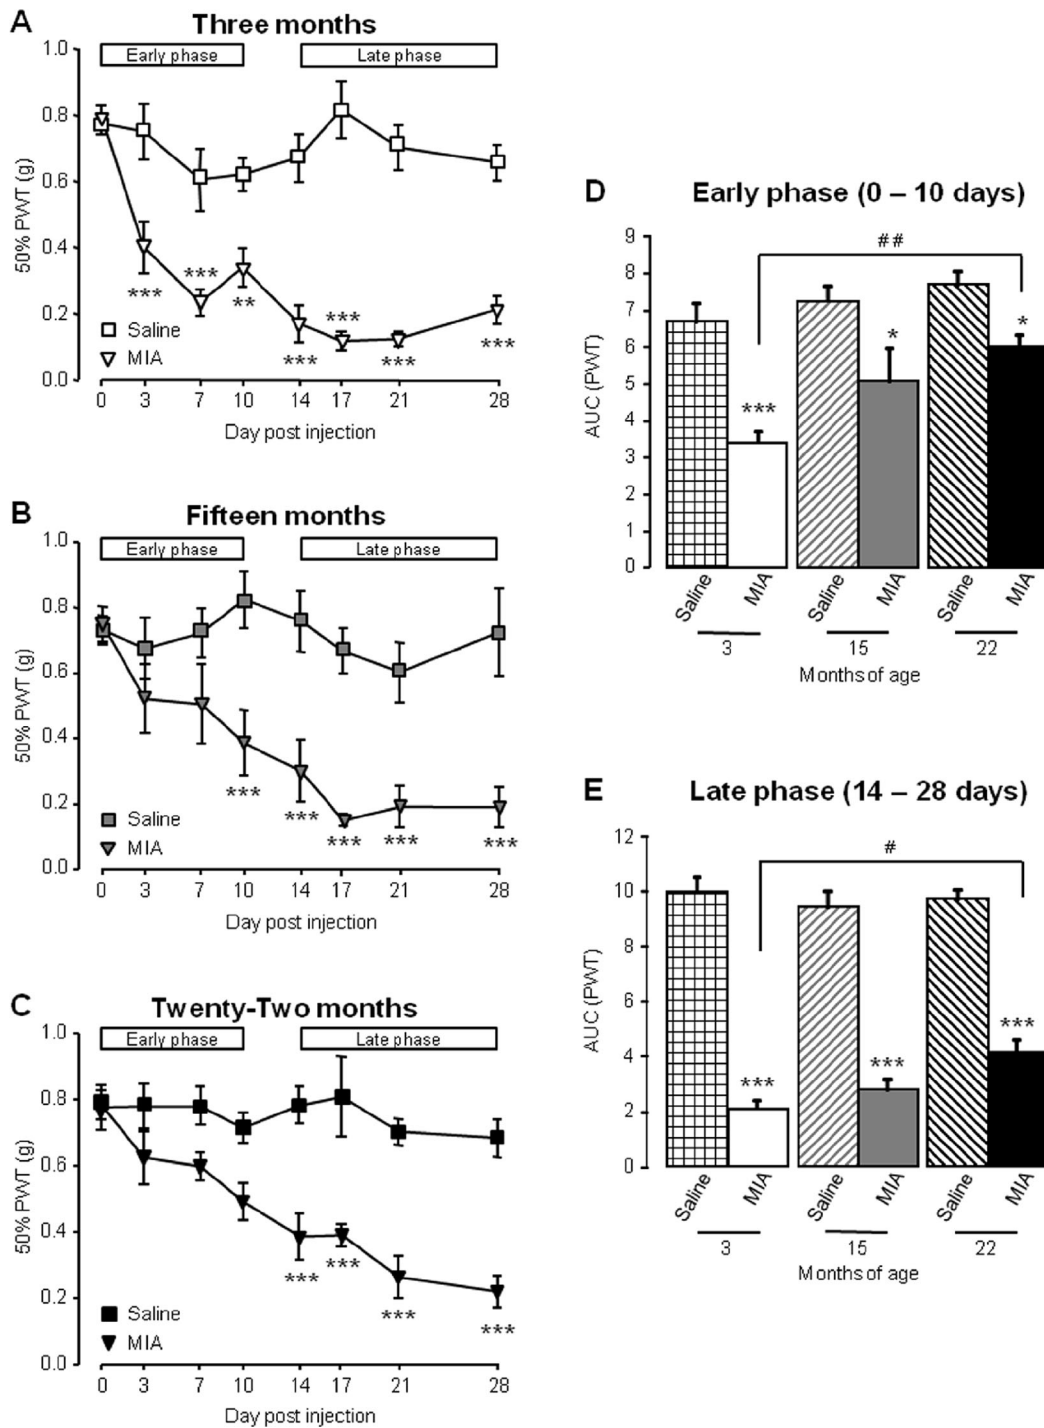 A
Three months
Early phase
Late phase
1.0
0.8
0.6
0.4
0.2
0.0
50% PWT (g)
***
***
**
***
***
***
***
Saline
MIA
0 3 7 10 14 17 21 28
Day post injection
B
Fifteen months
Early phase
Late phase
1.0
0.8
0.6
0.4
0.2
0.0
50% PWT (g)
***
***
***
***
***
Saline
MIA
0 3 7 10 14 17 21 28
Day post injection
C
Twenty-Two months
Early phase
Late phase
1.0
0.8
0.6
0.4
0.2
0.0
50% PWT (g)
***
***
***
***
Saline
MIA
0 3 7 10 14 17 21 28
Day post injection
D
Early phase (0 – 10 days)
9
8
7
6
5
4
3
2
1
0
AUC (PWT)
##
***
*
*
Saline MIA Saline MIA Saline MIA
3 15 22
Months of age
E
Late phase (14 – 28 days)
12
10
8
6
4
2
0
AUC (PWT)
#
***
***
***
Saline MIA Saline MIA Saline MIA
3 15 22
Months of age